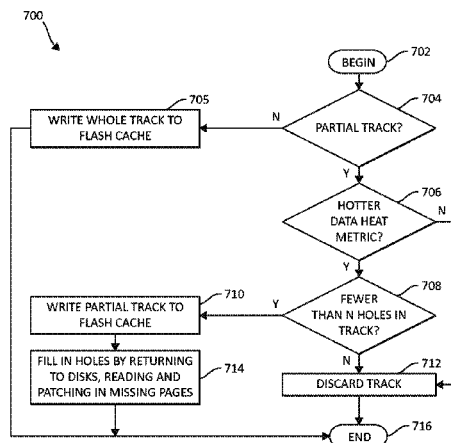 700
702
BEGIN
705
704
WRITE WHOLE TRACK TO
FLASH CACHE
N
PARTIAL TRACK?
Y
706
HOTTER
DATA HEAT
METRIC?
N
Y
708
710
WRITE PARTIAL TRACK TO
FLASH CACHE
Y
FEWER
THAN N HOLES IN
TRACK?
N
FILL IN HOLES BY RETURNING
TO DISKS, READING AND
PATCHING IN MISSING PAGES
714
712
DISCARD TRACK
END
716